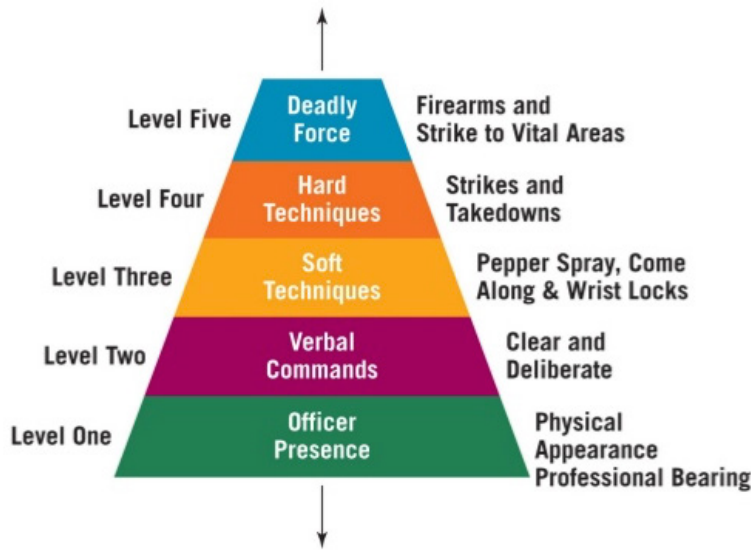 Level Five
Deadly
Force
Firearms and
Strike to Vital Areas
Level Four
Hard
Techniques
Strikes and
Takedowns
Level Three
Soft
Techniques
Pepper Spray, Come
Along & Wrist Locks
Level Two
Verbal
Commands
Clear and
Deliberate
Level One
Officer
Presence
Physical
Appearance
Professional Bearing